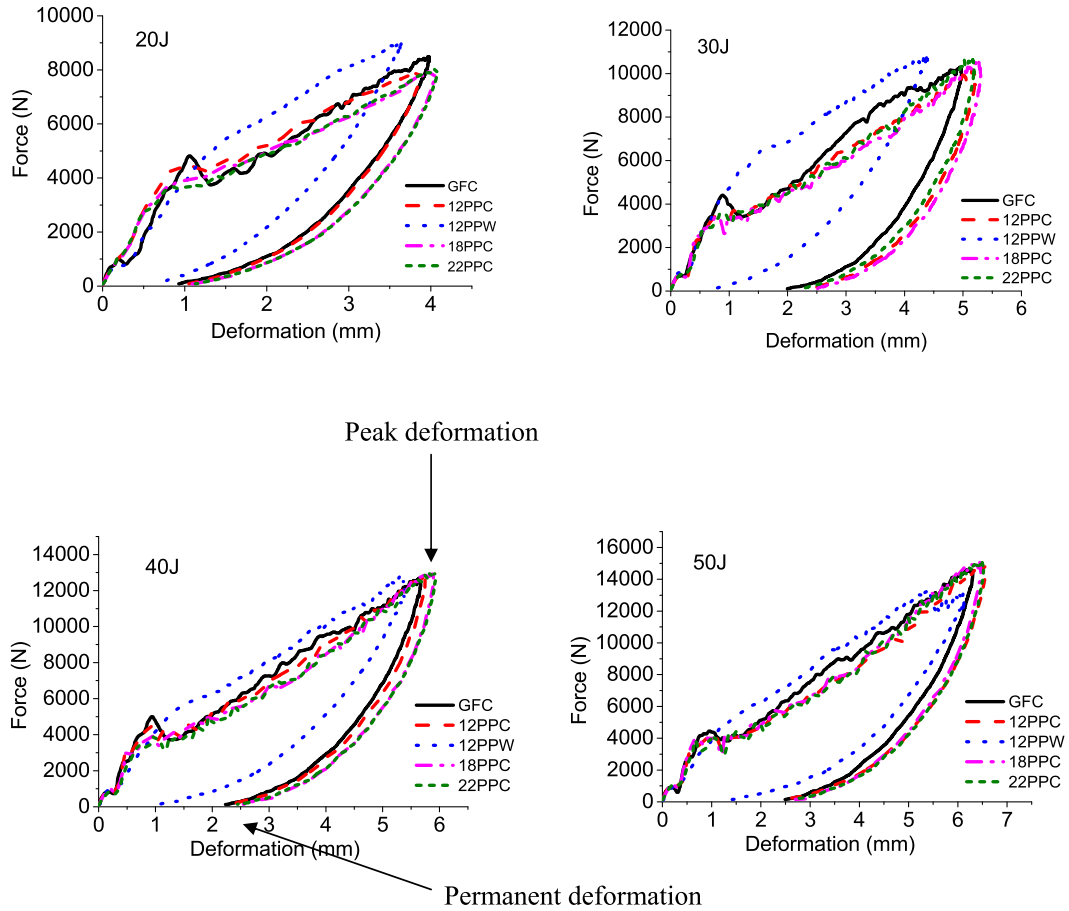 20J
10000
8000
6000
4000
2000
0
Force (N)
0 1 2 3 4
Deformation (mm)
GFC
12PPC
12PPW
18PPC
22PPC
30J
12000
10000
8000
6000
4000
2000
0
Force (N)
0 1 2 3 4 5 6
Deformation (mm)
GFC
12PPC
12PPW
18PPC
22PPC
Peak deformation
40J
14000
12000
10000
8000
6000
4000
2000
0
Force (N)
0 1 2 3 4 5 6
Deformation (mm)
GFC
12PPC
12PPW
18PPC
22PPC
50J
16000
14000
12000
10000
8000
6000
4000
2000
0
Force (N)
0 1 2 3 4 5 6 7
Deformation (mm)
GFC
12PPC
12PPW
18PPC
22PPC
Permanent deformation